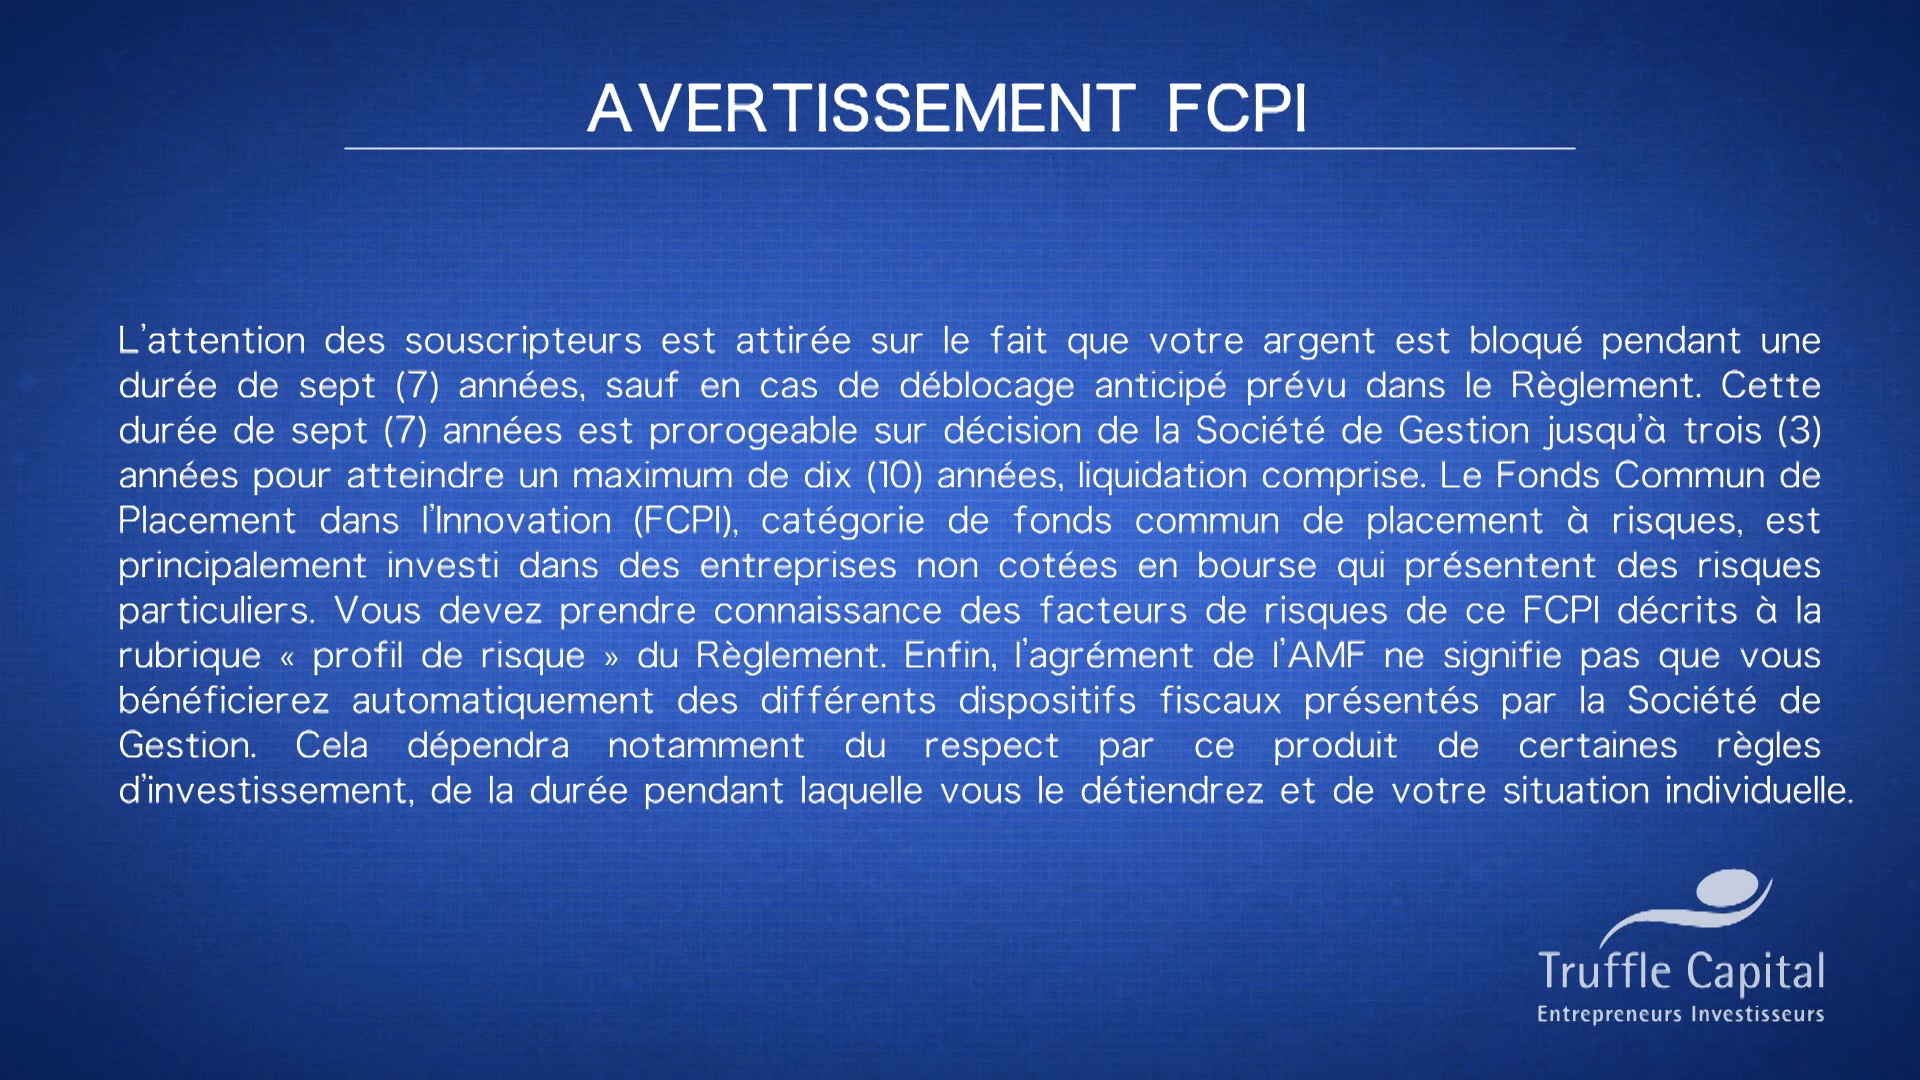 AVERTISSEMENT FCPI
L'attention des souscripteurs est attirée sur le fait que votre argent est bloqué pendant une
durée de sept (7) années, sauf en cas de déblocage anticipé prévu dans le Règlement. Cette
durée de sept (7) années est prorogeable sur décision de la Société de Gestion jusqu'à trois (3)
années pour atteindre un maximum de dix (10) années, liquidation comprise. Le Fonds Commun de
Placement dans l'Innovation (FCPI), catégorie de fonds commun de placement à risques, est
principalement investi dans des entreprises non cotées en bourse qui présentent des risques
particuliers. Vous devez prendre connaissance des facteurs de risques de ce FCPI décrits à la
rubrique « profil de risque » du Règlement. Enfin, l'agrément de l'AMF ne signifie pas que vous
bénéficierez automatiquement des différents dispositifs fiscaux présentés par la Société de
Gestion. Cela dépendra notamment du respect par ce produit de certaines règles
d'investissement, de la durée pendant laquelle vous le détiendrez et de votre situation individuelle.
Truffle Capital
Entrepreneurs Investisseurs